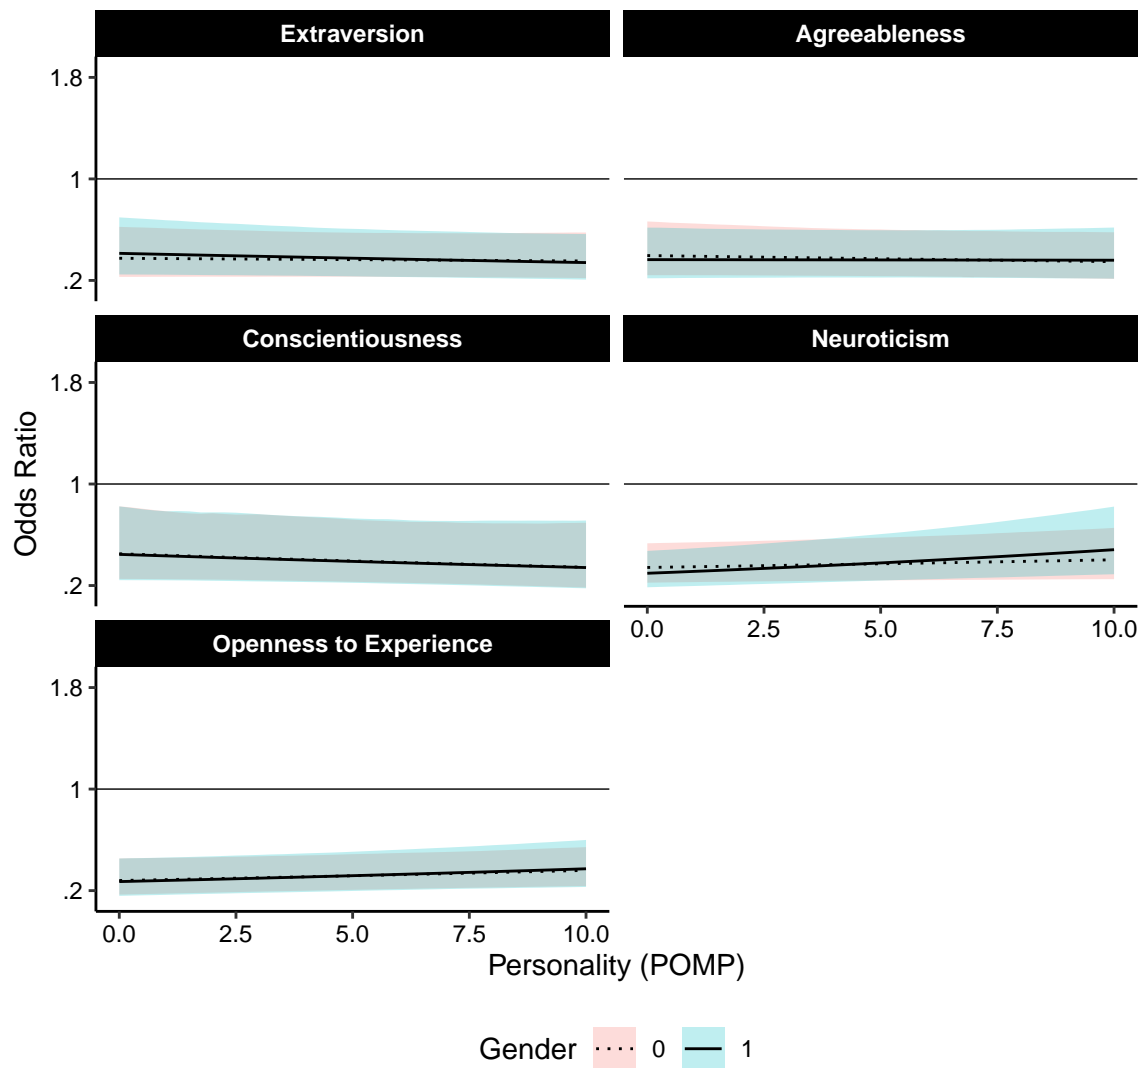 Extraversion
Agreeableness
1.8
1
.2
Conscientiousness
Neuroticism
1.8
1
.2
0.0 2.5 5.0 7.5 10.0
Openness to Experience
1.8
1
.2
0.0 2.5 5.0 7.5 10.0
Odds Ratio
Personality (POMP)
Gender 0 1